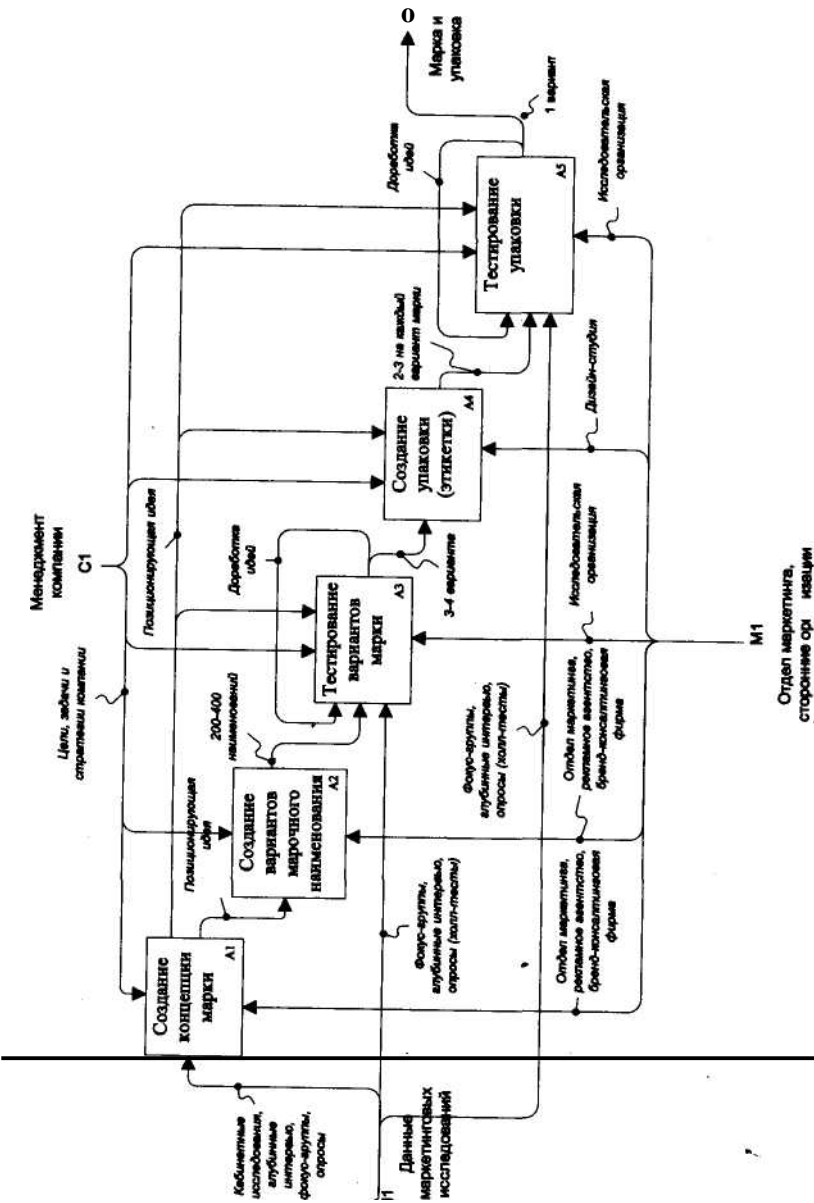 Менеджмент
компании
C1
Цели, задачи и
стратегии компании
Позиционирующая идея
Создание
концепции
марки
A1
Позиционирующая
идея
Создание
вариантов
марочного
наименования
A2
200-400
наименований
Тестирование
вариантов
марки
A3
Доработка
идей
3-4 варианта
Создание
упаковки
(этикетки)
A4
2-3 на каждый
вариант марки
Тестирование
упаковки
A5
Доработка
идей
1 вариант
О
Марка и
упаковка
Кабинетные
исследования,
глубинные
интервью,
фокус-группы,
опросы
Данные
маркетинговых
исследований
Фокус-группы,
глубинные интервью,
опросы (холл-тесты)
Фокус-группы,
глубинные интервью,
опросы (холл-тесты)
Отдел маркетинга,
рекламное агентство,
бренд-консалтинговая
фирма
Отдел маркетинга,
рекламное агентство,
бренд-консалтинговая
фирма
Исследовательская
организация
Дизайн-студия
Исследовательская
организация
M1
Отдел маркетинга,
сторонние орг изации